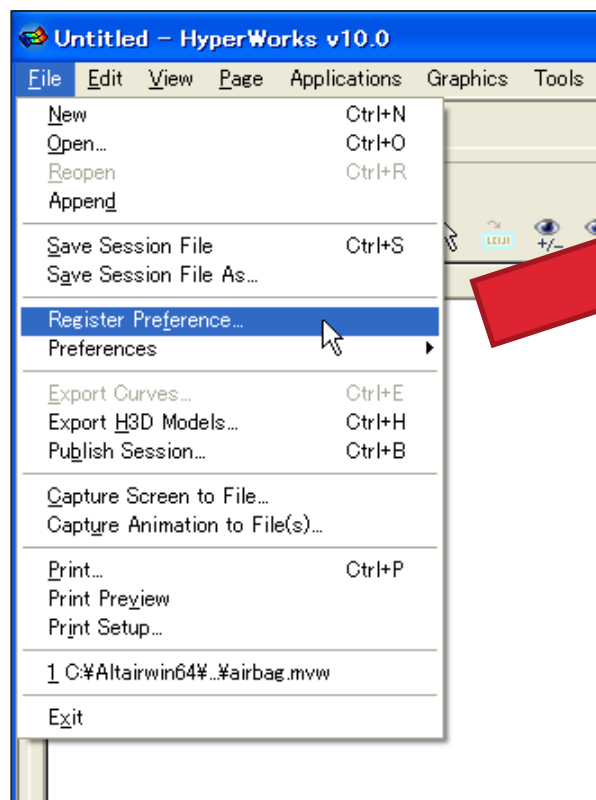 Untitled - HyperWorks v10.0
File Edit View Page Applications Graphics Tools
New Ctrl+N
Open... Ctrl+O
Reopen Ctrl+R
Append
Save Session File Ctrl+S
Save Session File As...
Register Preference...
Preferences
Export Curves... Ctrl+E
Export H3D Models... Ctrl+H
Publish Session... Ctrl+B
Capture Screen to File...
Capture Animation to File(s)...
Print... Ctrl+P
Print Preview
Print Setup...
1 C:¥Altairwin64¥...¥airbag.mvw
Exit
+/-